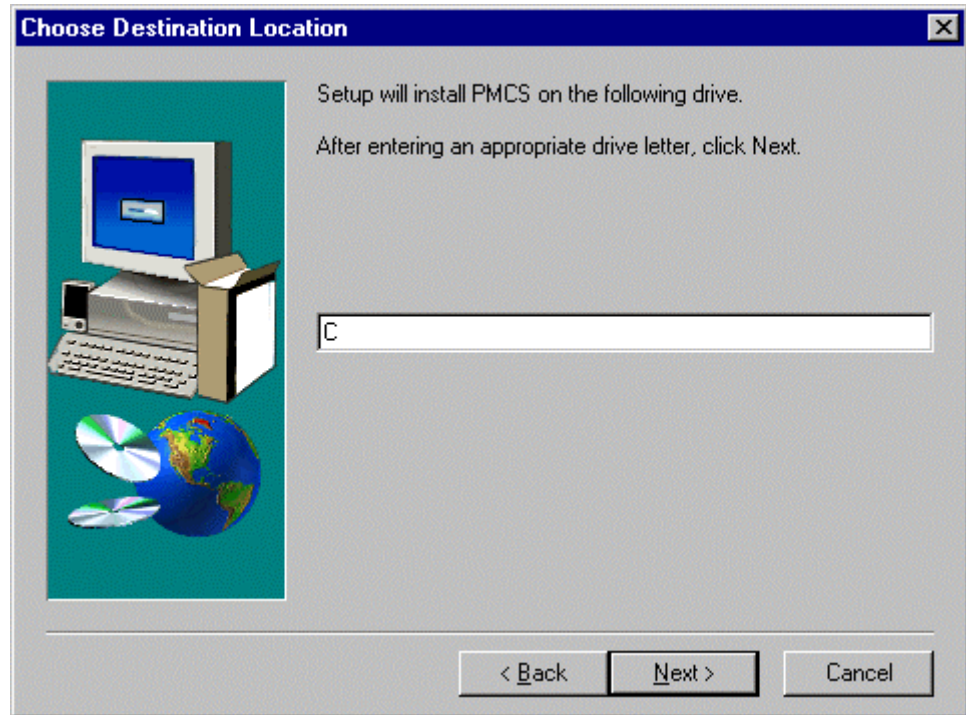 Choose Destination Location
Setup will install PMCS on the following drive.
After entering an appropriate drive letter, click Next.
C
< Back
Next >
Cancel